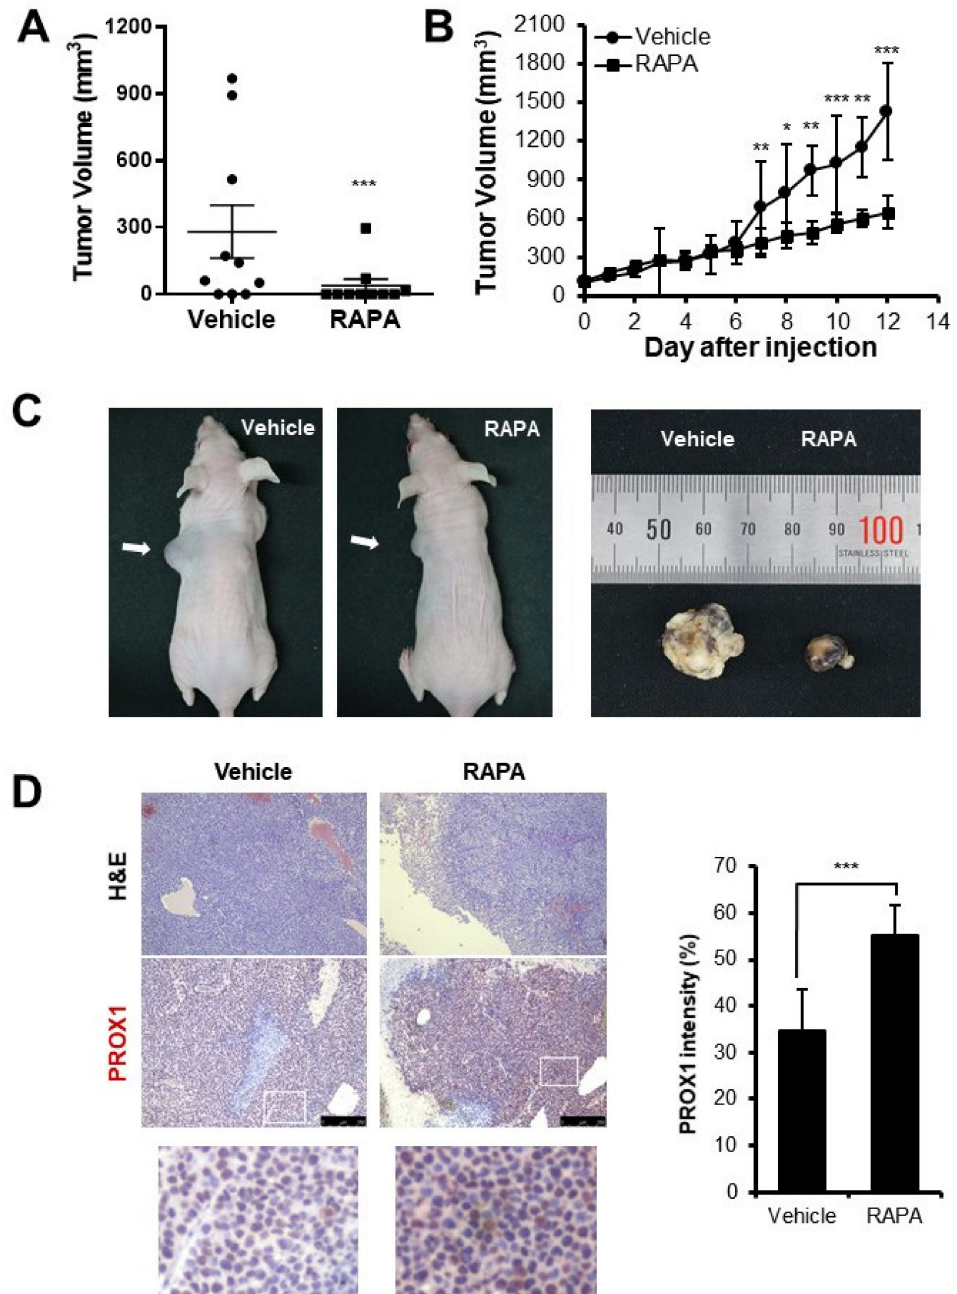 A
Tumor Volume (mm³)
1200
900
600
300
0
***
Vehicle
RAPA
B
Tumor Volume (mm³)
2100
1800
1500
1200
900
600
300
0
Vehicle
RAPA
**
*
**
***
**
***
0
2
4
6
8
10
12
14
Day after injection
C
Vehicle
RAPA
Vehicle
RAPA
40 50 60 70 80 90 100 1
STAINLESS STEEL
D
Vehicle
RAPA
H&E
PROX1
PROX1 intensity (%)
70
60
50
40
30
20
10
0
***
Vehicle
RAPA